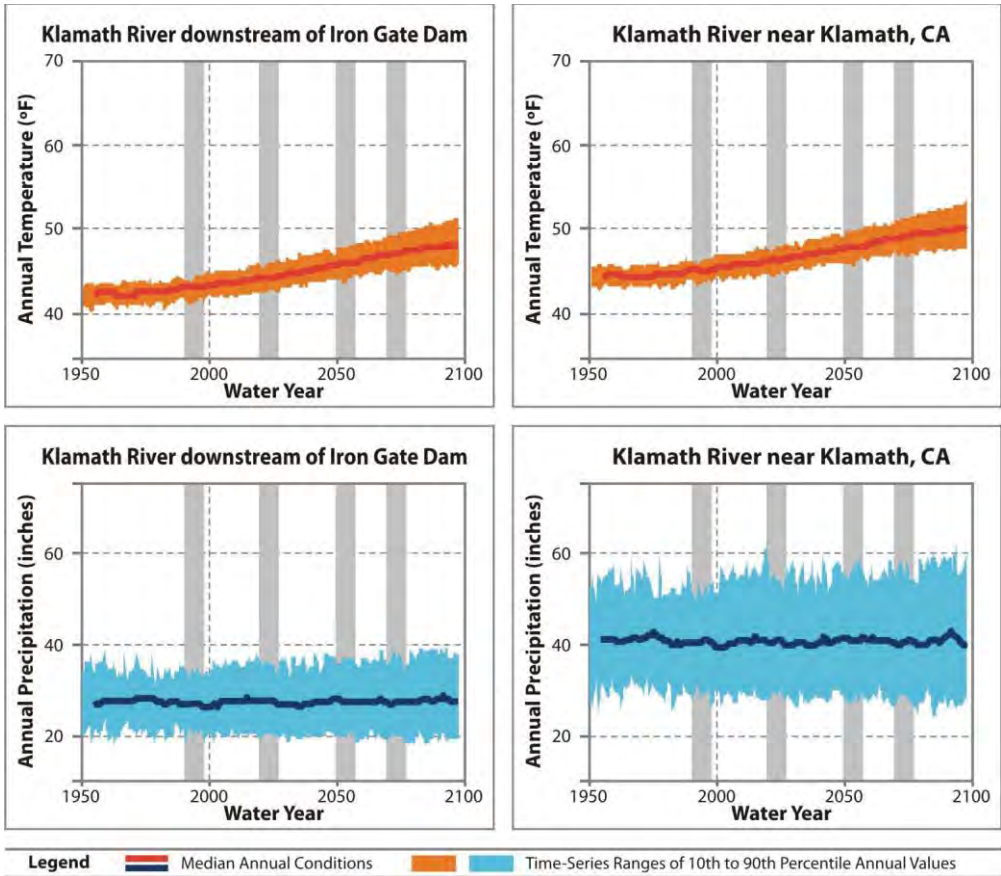 Klamath River downstream of Iron Gate Dam
Annual Temperature (ºF)
70
60
50
40
1950
2000
2050
2100
Water Year
Klamath River near Klamath, CA
Annual Temperature (ºF)
70
60
50
40
1950
2000
2050
2100
Water Year
Klamath River downstream of Iron Gate Dam
Annual Precipitation (inches)
60
40
20
1950
2000
2050
2100
Water Year
Klamath River near Klamath, CA
Annual Precipitation (inches)
60
40
20
1950
2000
2050
2100
Water Year
Legend Median Annual Conditions Time-Series Ranges of 10th to 90th Percentile Annual Values